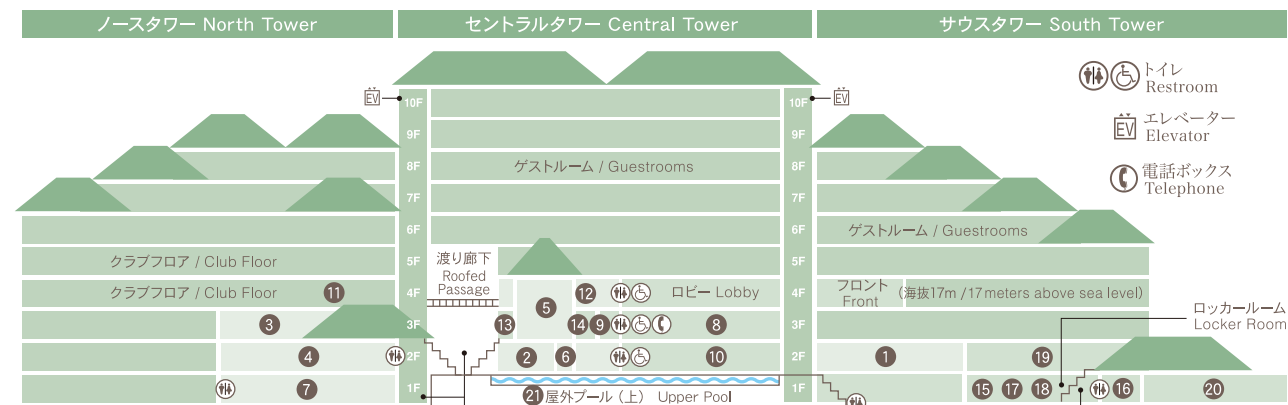 ノースタワー North Tower
セントラルタワー Central Tower
サウスタワー South Tower
トイレ
Restroom
EV
エレベーター
Elevator
電話ボックス
Telephone
EV 10F
10F EV
9F
9F
8F ゲストルーム / Guestrooms 8F
7F
7F
6F
6F ゲストルーム / Guestrooms
クラブフロア / Club Floor 5F
渡り廊下
Roofed
Passage
5F
クラブフロア / Club Floor 11 4F
5 12 ロビー Lobby 4F
フロント
Front
(海抜17m / 17 meters above sea level)
ロッカールーム
Locker Room
3 3F 13 14 9 8 3F
4 2F 2 6 10 2F 1 19
7 1F 1F 15 17 18 16 20
21 屋外プール (上) Upper Pool